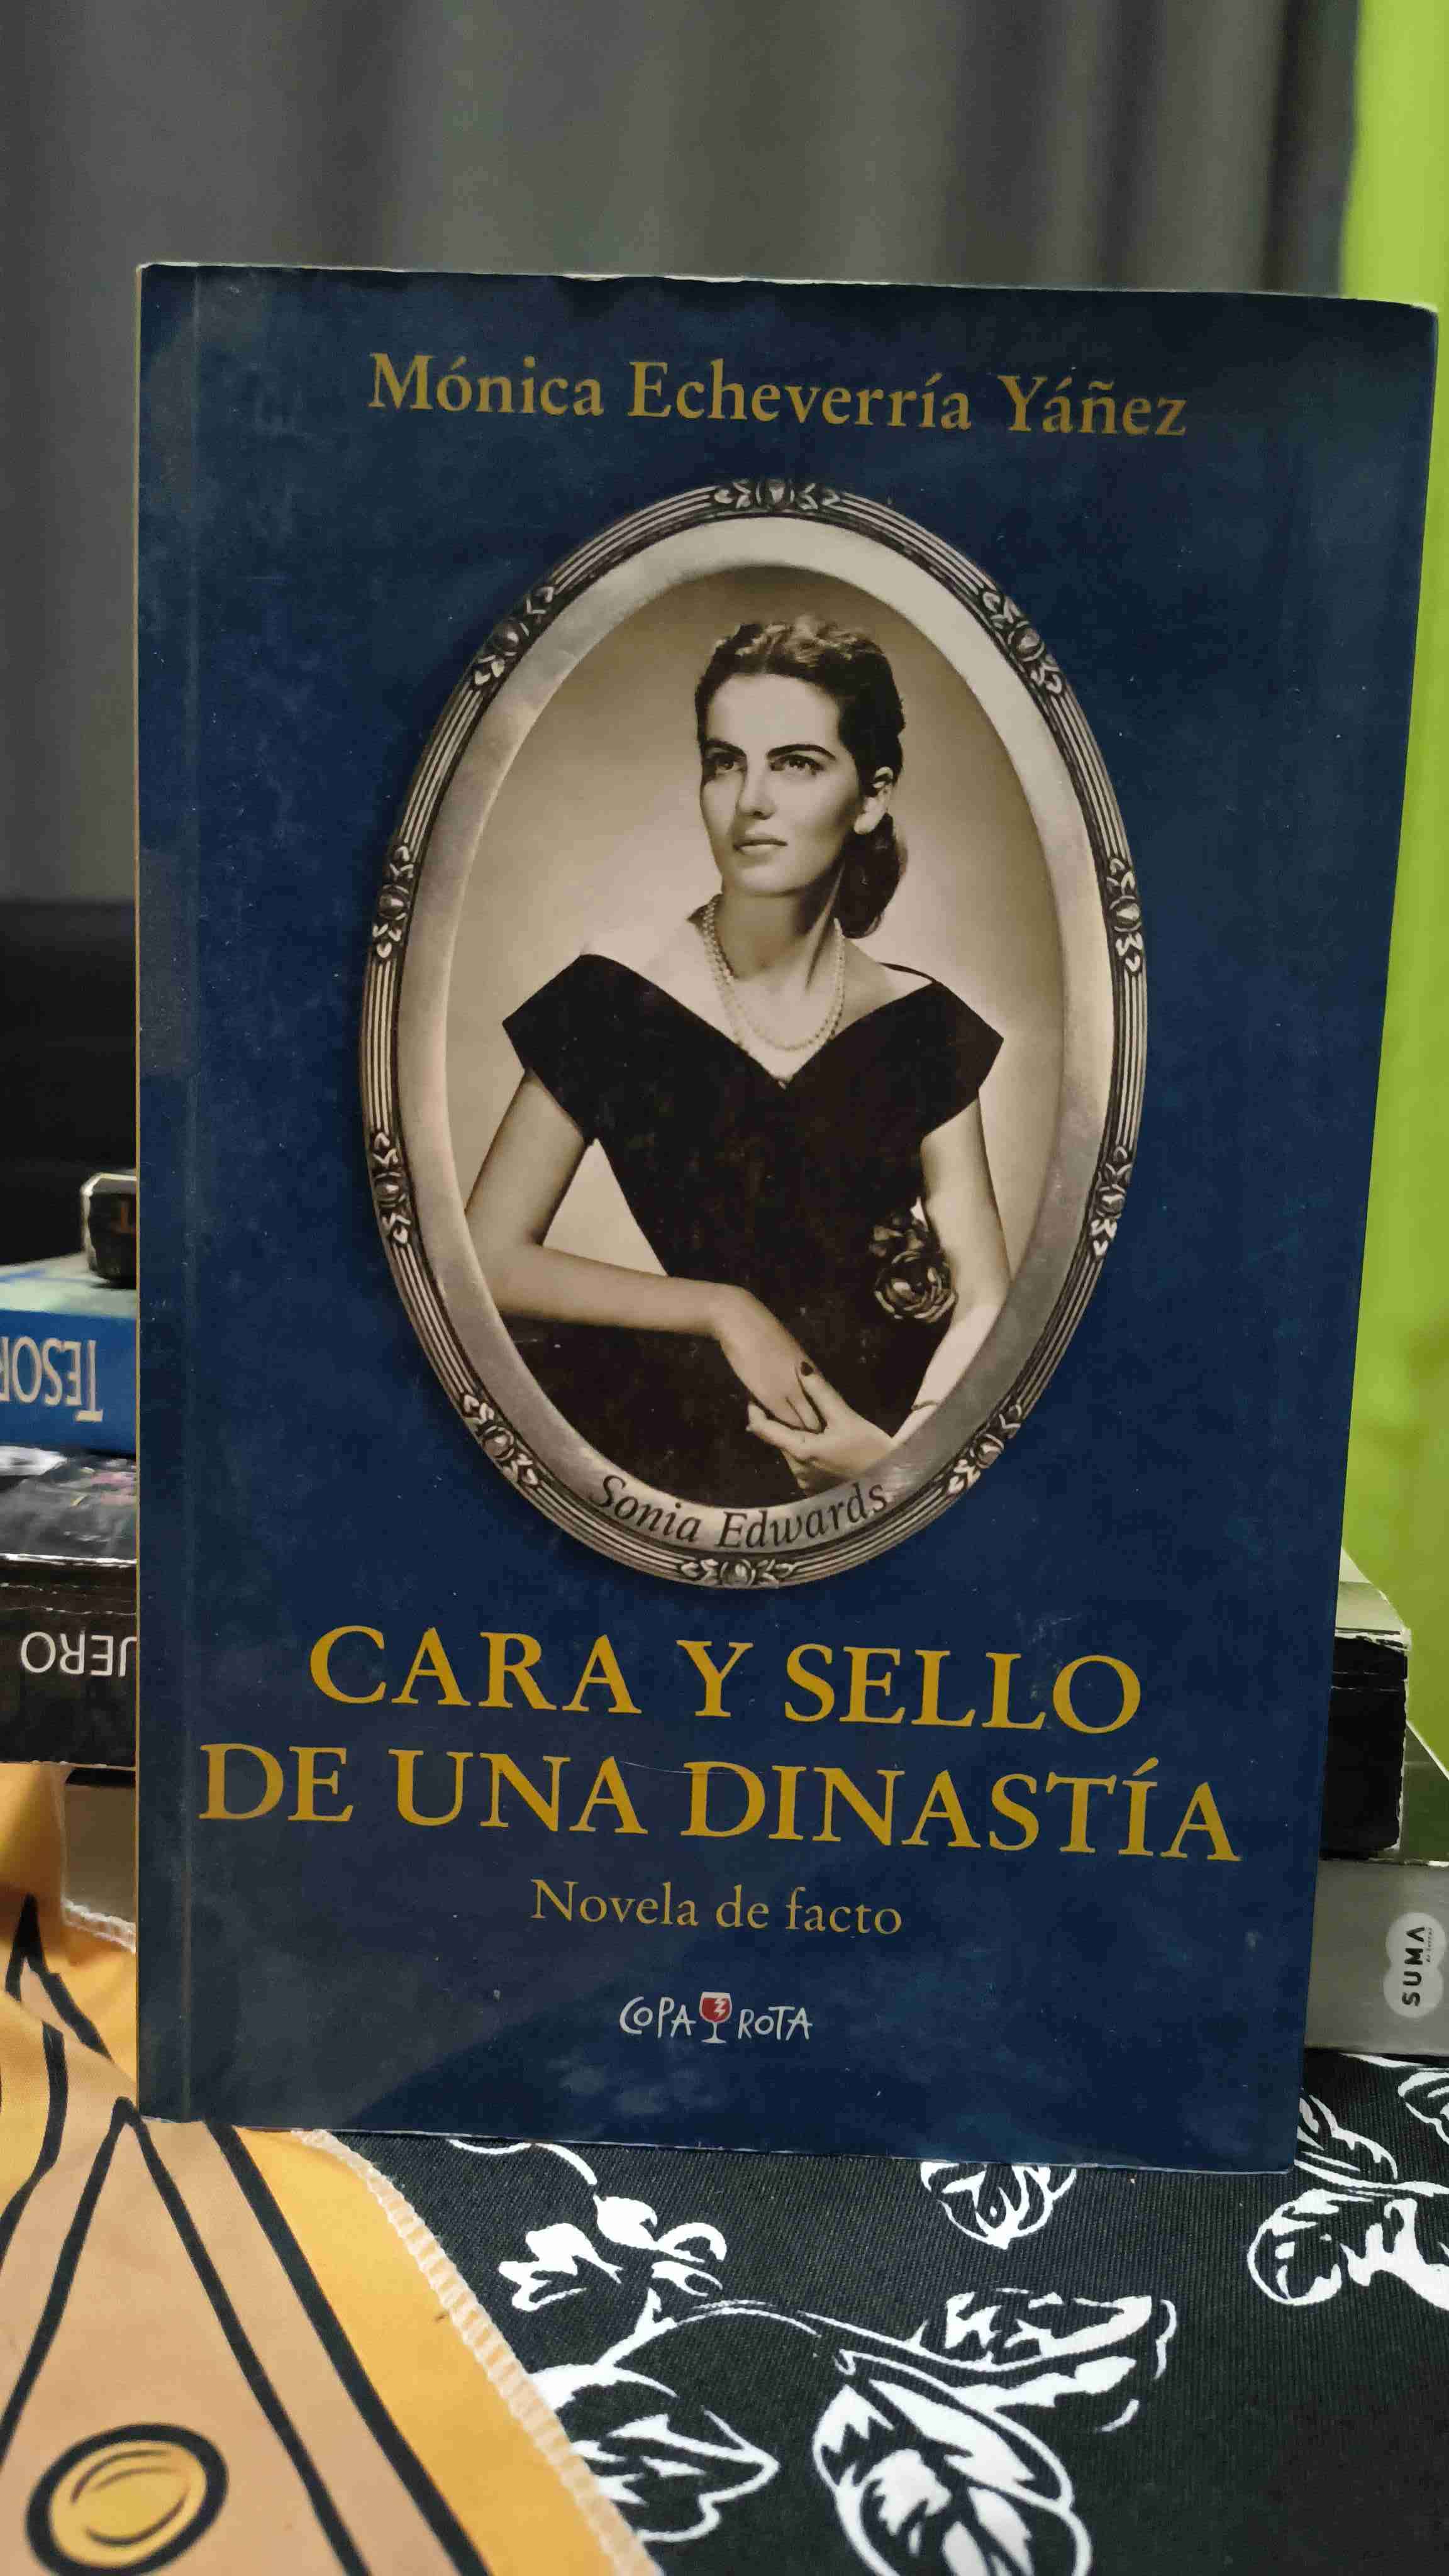 Mónica Echeverría Yáñez
Sonia Edwards
CARA Y SELLO
DE UNA DINASTÍA
Novela de facto
COPA ROTA
TESOR
UERO
SUMA